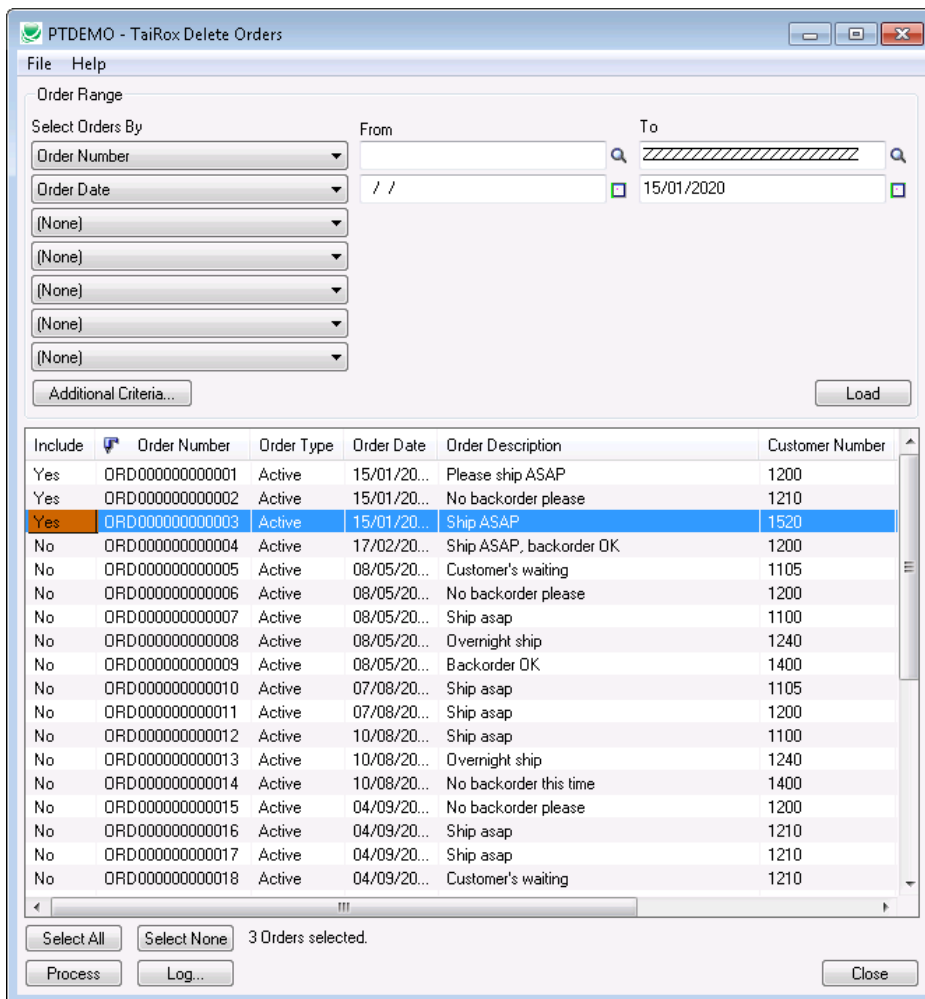 PTDEMO - TaiRox Delete Orders
File Help
Order Range
Select Orders By From To
Order Number ZZZZZZZZZZZZZZZZZZZZZZ
Order Date / / 15/01/2020
(None)
(None)
(None)
(None)
(None)
Additional Criteria... Load
Include Order Number Order Type Order Date Order Description Customer Number
Yes ORD000000000001 Active 15/01/20... Please ship ASAP 1200
Yes ORD000000000002 Active 15/01/20... No backorder please 1210
Yes ORD000000000003 Active 15/01/20... Ship ASAP 1520
No ORD000000000004 Active 17/02/20... Ship ASAP, backorder OK 1200
No ORD000000000005 Active 08/05/20... Customer's waiting 1105
No ORD000000000006 Active 08/05/20... No backorder please 1200
No ORD000000000007 Active 08/05/20... Ship asap 1100
No ORD000000000008 Active 08/05/20... Overnight ship 1240
No ORD000000000009 Active 08/05/20... Backorder OK 1400
No ORD000000000010 Active 07/08/20... Ship asap 1105
No ORD000000000011 Active 07/08/20... Ship asap 1200
No ORD000000000012 Active 10/08/20... Ship asap 1100
No ORD000000000013 Active 10/08/20... Overnight ship 1240
No ORD000000000014 Active 10/08/20... No backorder this time 1400
No ORD000000000015 Active 04/09/20... No backorder please 1200
No ORD000000000016 Active 04/09/20... Ship asap 1210
No ORD000000000017 Active 04/09/20... Ship asap 1210
No ORD000000000018 Active 04/09/20... Customer's waiting 1210
Select All Select None 3 Orders selected.
Process Log... Close